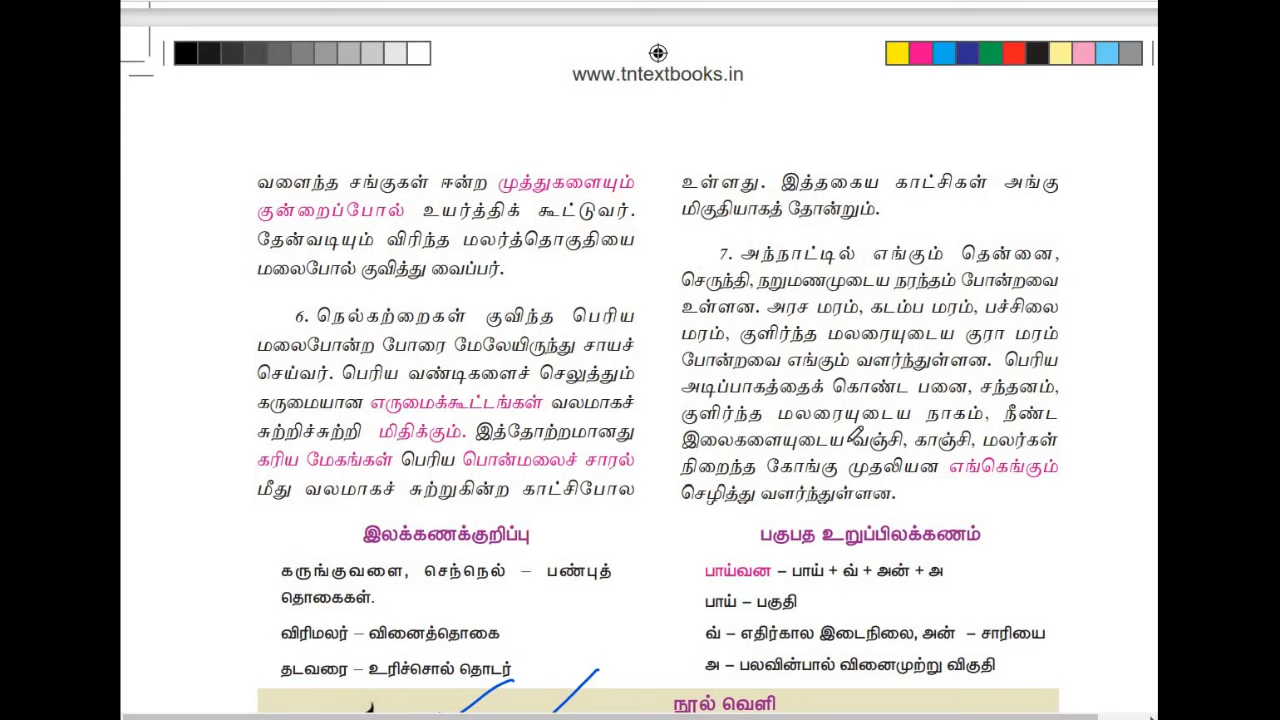 www.tntextbooks.in
வளைந்த சங்குகள் ஈன்ற முத்துகளையும்
குன்றைப்போல் உயர்த்திக் கூட்டுவர்.
தேன்வடியும் விரிந்த மலர்த்தொகுதியை
மலைபோல் குவித்து வைப்பர்.
6. நெல்கற்றைகள் குவிந்த பெரிய
மலைபோன்ற போரை மேலேயிருந்து சாயச்
செய்வர். பெரிய வண்டிகளைச் செலுத்தும்
கருமையான எருமைக்கூட்டங்கள் வலமாகச்
சுற்றிச்சுற்றி மிதிக்கும். இத்தோற்றமானது
கரிய மேகங்கள் பெரிய பொன்மலைச் சாரல்
மீது வலமாகச் சுற்றுகின்ற காட்சிபோல
உள்ளது. இத்தகைய காட்சிகள் அங்கு
மிகுதியாகத் தோன்றும்.
7. அந்நாட்டில் எங்கும் தென்னை,
செருந்தி, நறுமணமுடைய நரந்தம் போன்றவை
உள்ளன. அரச மரம், கடம்ப மரம், பச்சிலை
மரம், குளிர்ந்த மலரையுடைய குரா மரம்
போன்றவை எங்கும் வளர்ந்துள்ளன. பெரிய
அடிப்பாகத்தைக் கொண்ட பனை, சந்தனம்,
குளிர்ந்த மலரையுடைய நாகம், நீண்ட
இலைகளையுடைய வஞ்சி, காஞ்சி, மலர்கள்
நிறைந்த கோங்கு முதலியன எங்கெங்கும்
செழித்து வளர்ந்துள்ளன.
இலக்கணக்குறிப்பு
கருங்குவளை, செந்நெல் – பண்புத்
தொகைகள்.
விரிமலர் – வினைத்தொகை
தடவரை – உரிச்சொல் தொடர்
பகுபத உறுப்பிலக்கணம்
பாய்வன – பாய் + வ் + அன் + அ
பாய் – பகுதி
வ் – எதிர்கால இடைநிலை, அன் – சாரியை
அ – பலவின்பால் வினைமுற்று விகுதி
நூல் வெளி